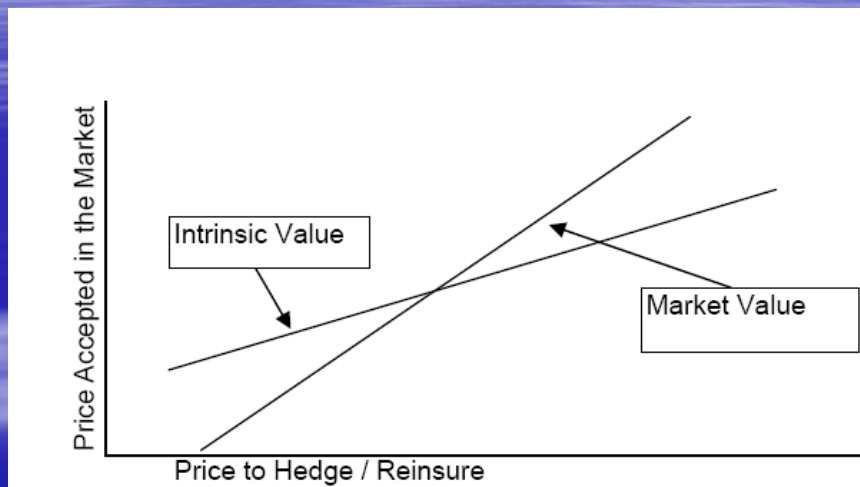 Price Accepted in the Market
Intrinsic Value
Market Value
Price to Hedge / Reinsure